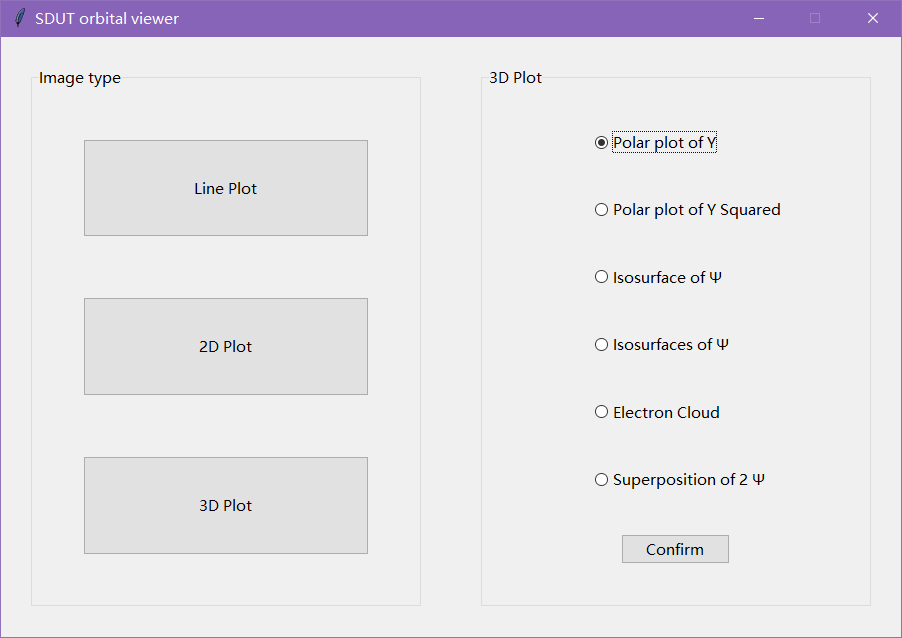 SDUT orbital viewer
Image type
Line Plot
2D Plot
3D Plot
3D Plot
Polar plot of Y
Polar plot of Y Squared
Isosurface of Ψ
Isosurfaces of Ψ
Electron Cloud
Superposition of 2 Ψ
Confirm